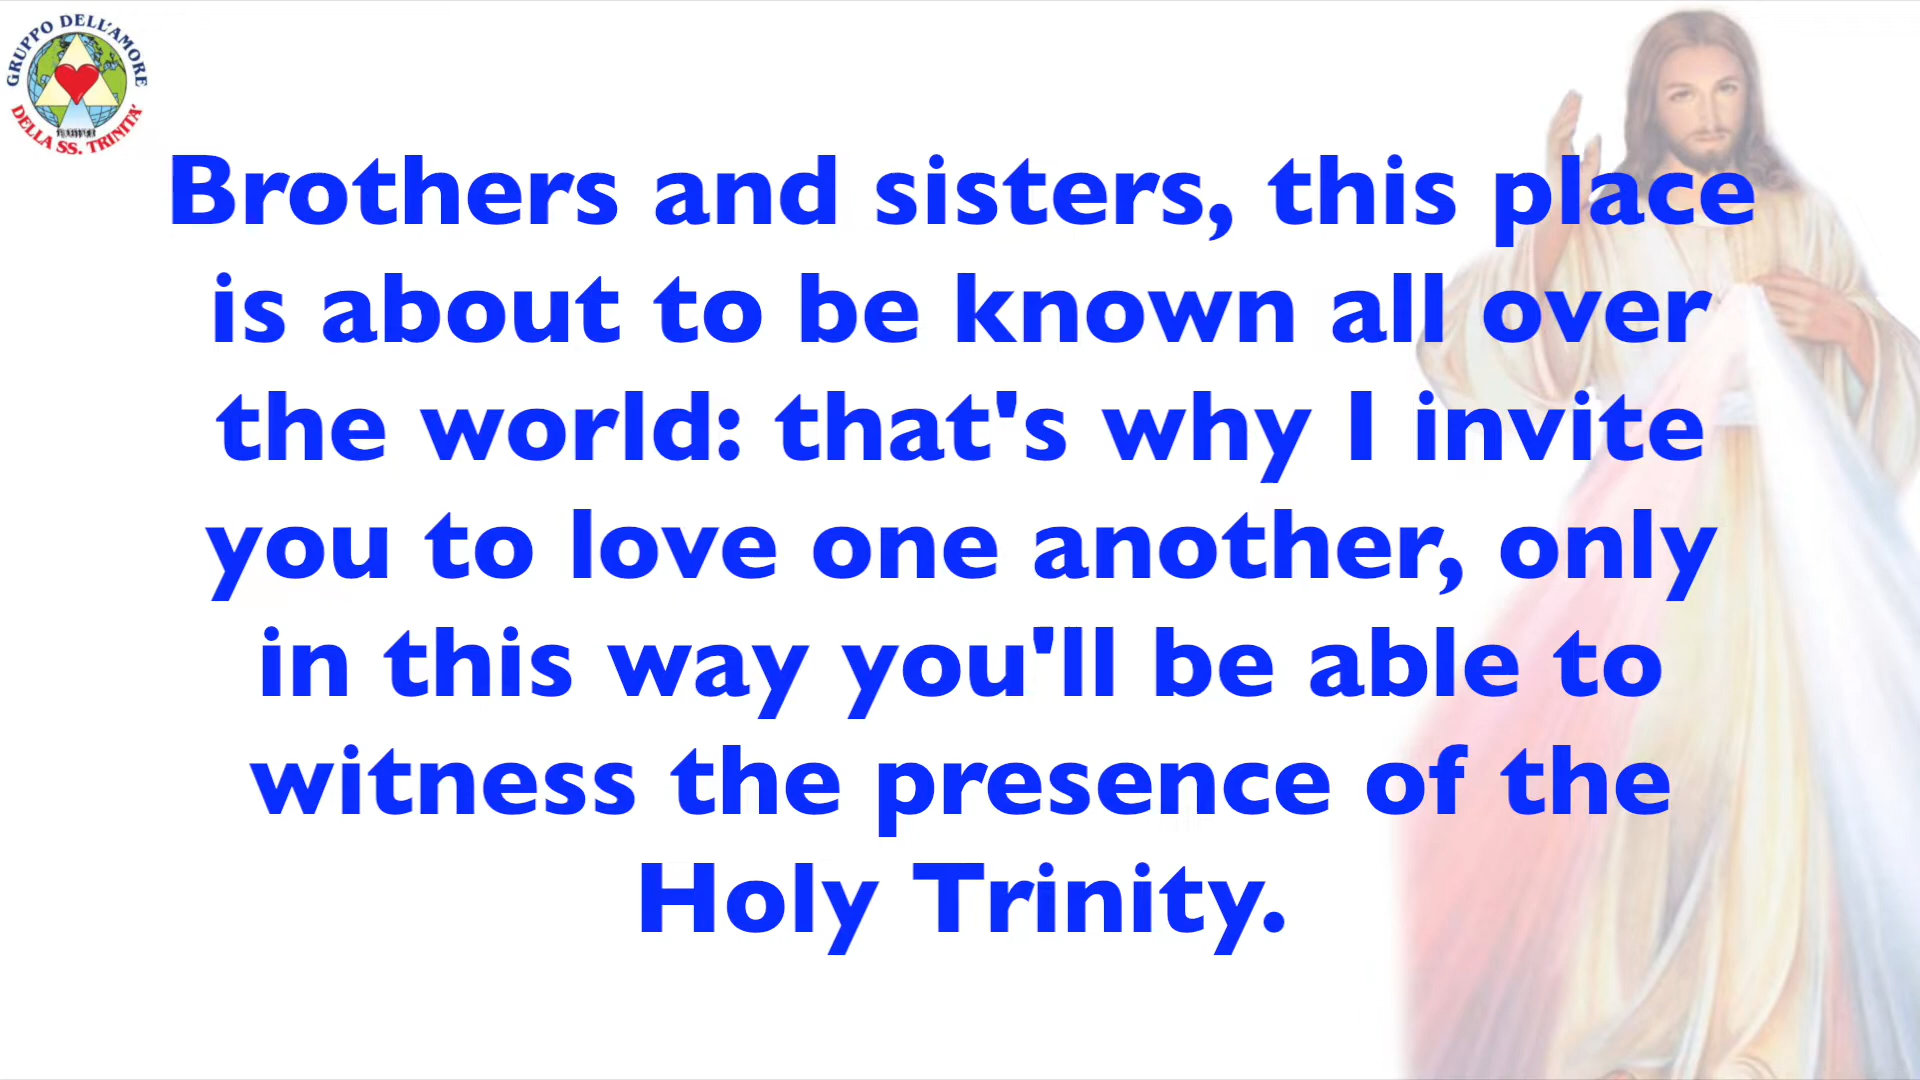 GRUPPO DELL'AMORE
DELLA SS. TRINITA'
Brothers and sisters, this place
is about to be known all over
the world: that's why I invite
you to love one another, only
in this way you'll be able to
witness the presence of the
Holy Trinity.